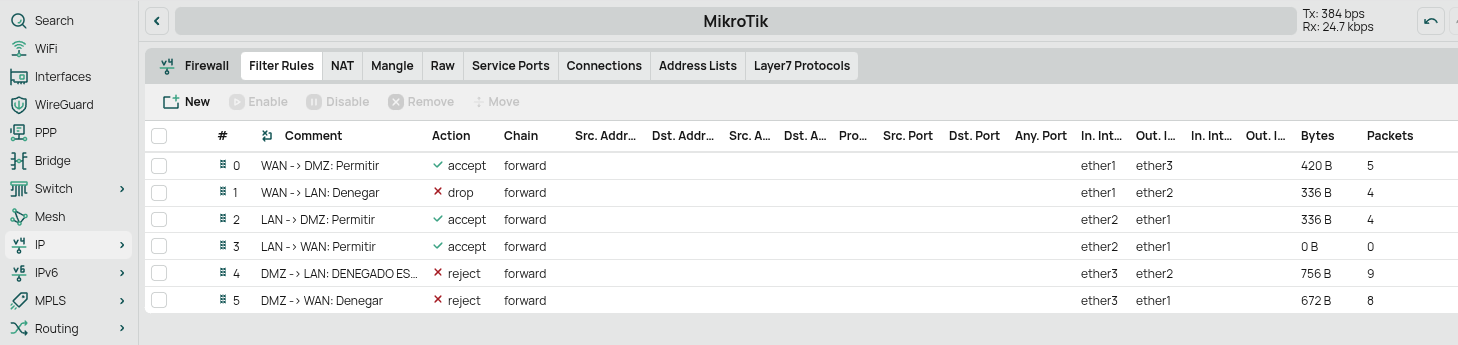 Search
WiFi
Interfaces
WireGuard
PPP
Bridge
Switch
Mesh
IP
IPv6
MPLS
Routing
MikroTik
Tx: 384 bps
Rx: 24.7 kbps
Firewall Filter Rules NAT Mangle Raw Service Ports Connections Address Lists Layer7 Protocols
New Enable Disable Remove Move
# Comment Action Chain Src. Addr... Dst. Addr... Src. A... Dst. A... Pro... Src. Port Dst. Port Any. Port In. Int... Out. I... In. Int... Out. I... Bytes Packets
0 WAN -> DMZ: Permitir accept forward ether1 ether3 420 B 5
1 WAN -> LAN: Denegar drop forward ether1 ether2 336 B 4
2 LAN -> DMZ: Permitir accept forward ether2 ether1 336 B 4
3 LAN -> WAN: Permitir accept forward ether2 ether1 0 B 0
4 DMZ -> LAN: DENEGADO ES... reject forward ether3 ether2 756 B 9
5 DMZ -> WAN: Denegar reject forward ether3 ether1 672 B 8